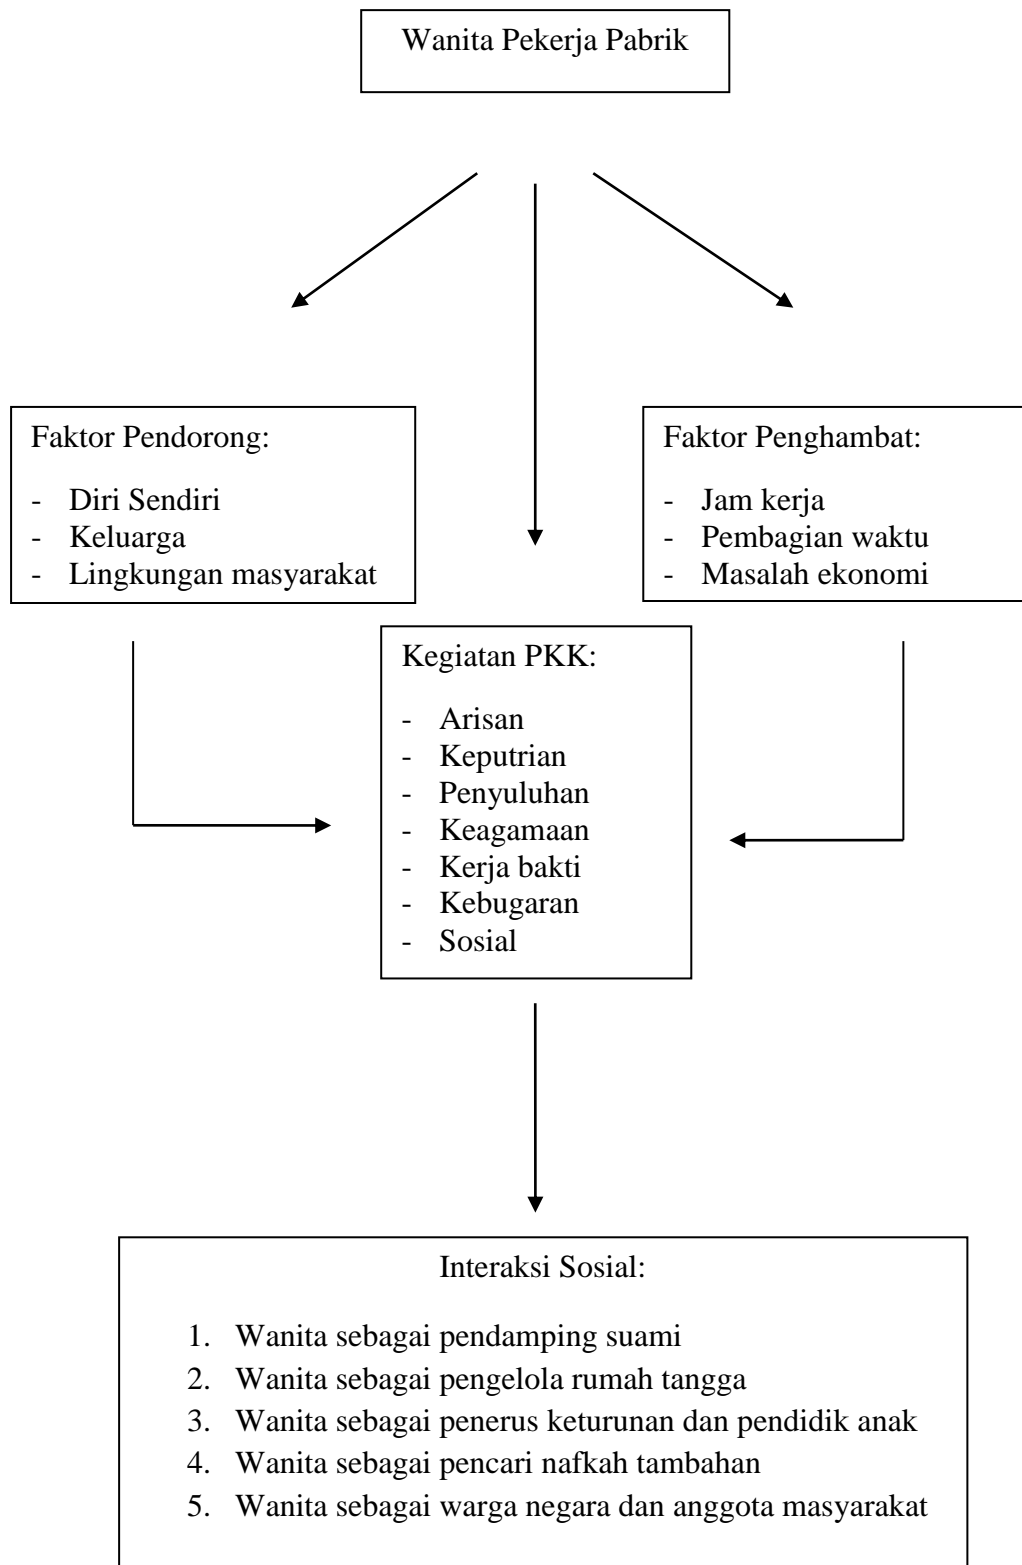 Wanita Pekerja Pabrik
Faktor Pendorong:
- Diri Sendiri
- Keluarga
- Lingkungan masyarakat
Faktor Penghambat:
- Jam kerja
- Pembagian waktu
- Masalah ekonomi
Kegiatan PKK:
- Arisan
- Keputrian
- Penyuluhan
- Keagamaan
- Kerja bakti
- Kebugaran
- Sosial
Interaksi Sosial:
1. Wanita sebagai pendamping suami
2. Wanita sebagai pengelola rumah tangga
3. Wanita sebagai penerus keturunan dan pendidik anak
4. Wanita sebagai pencari nafkah tambahan
5. Wanita sebagai warga negara dan anggota masyarakat